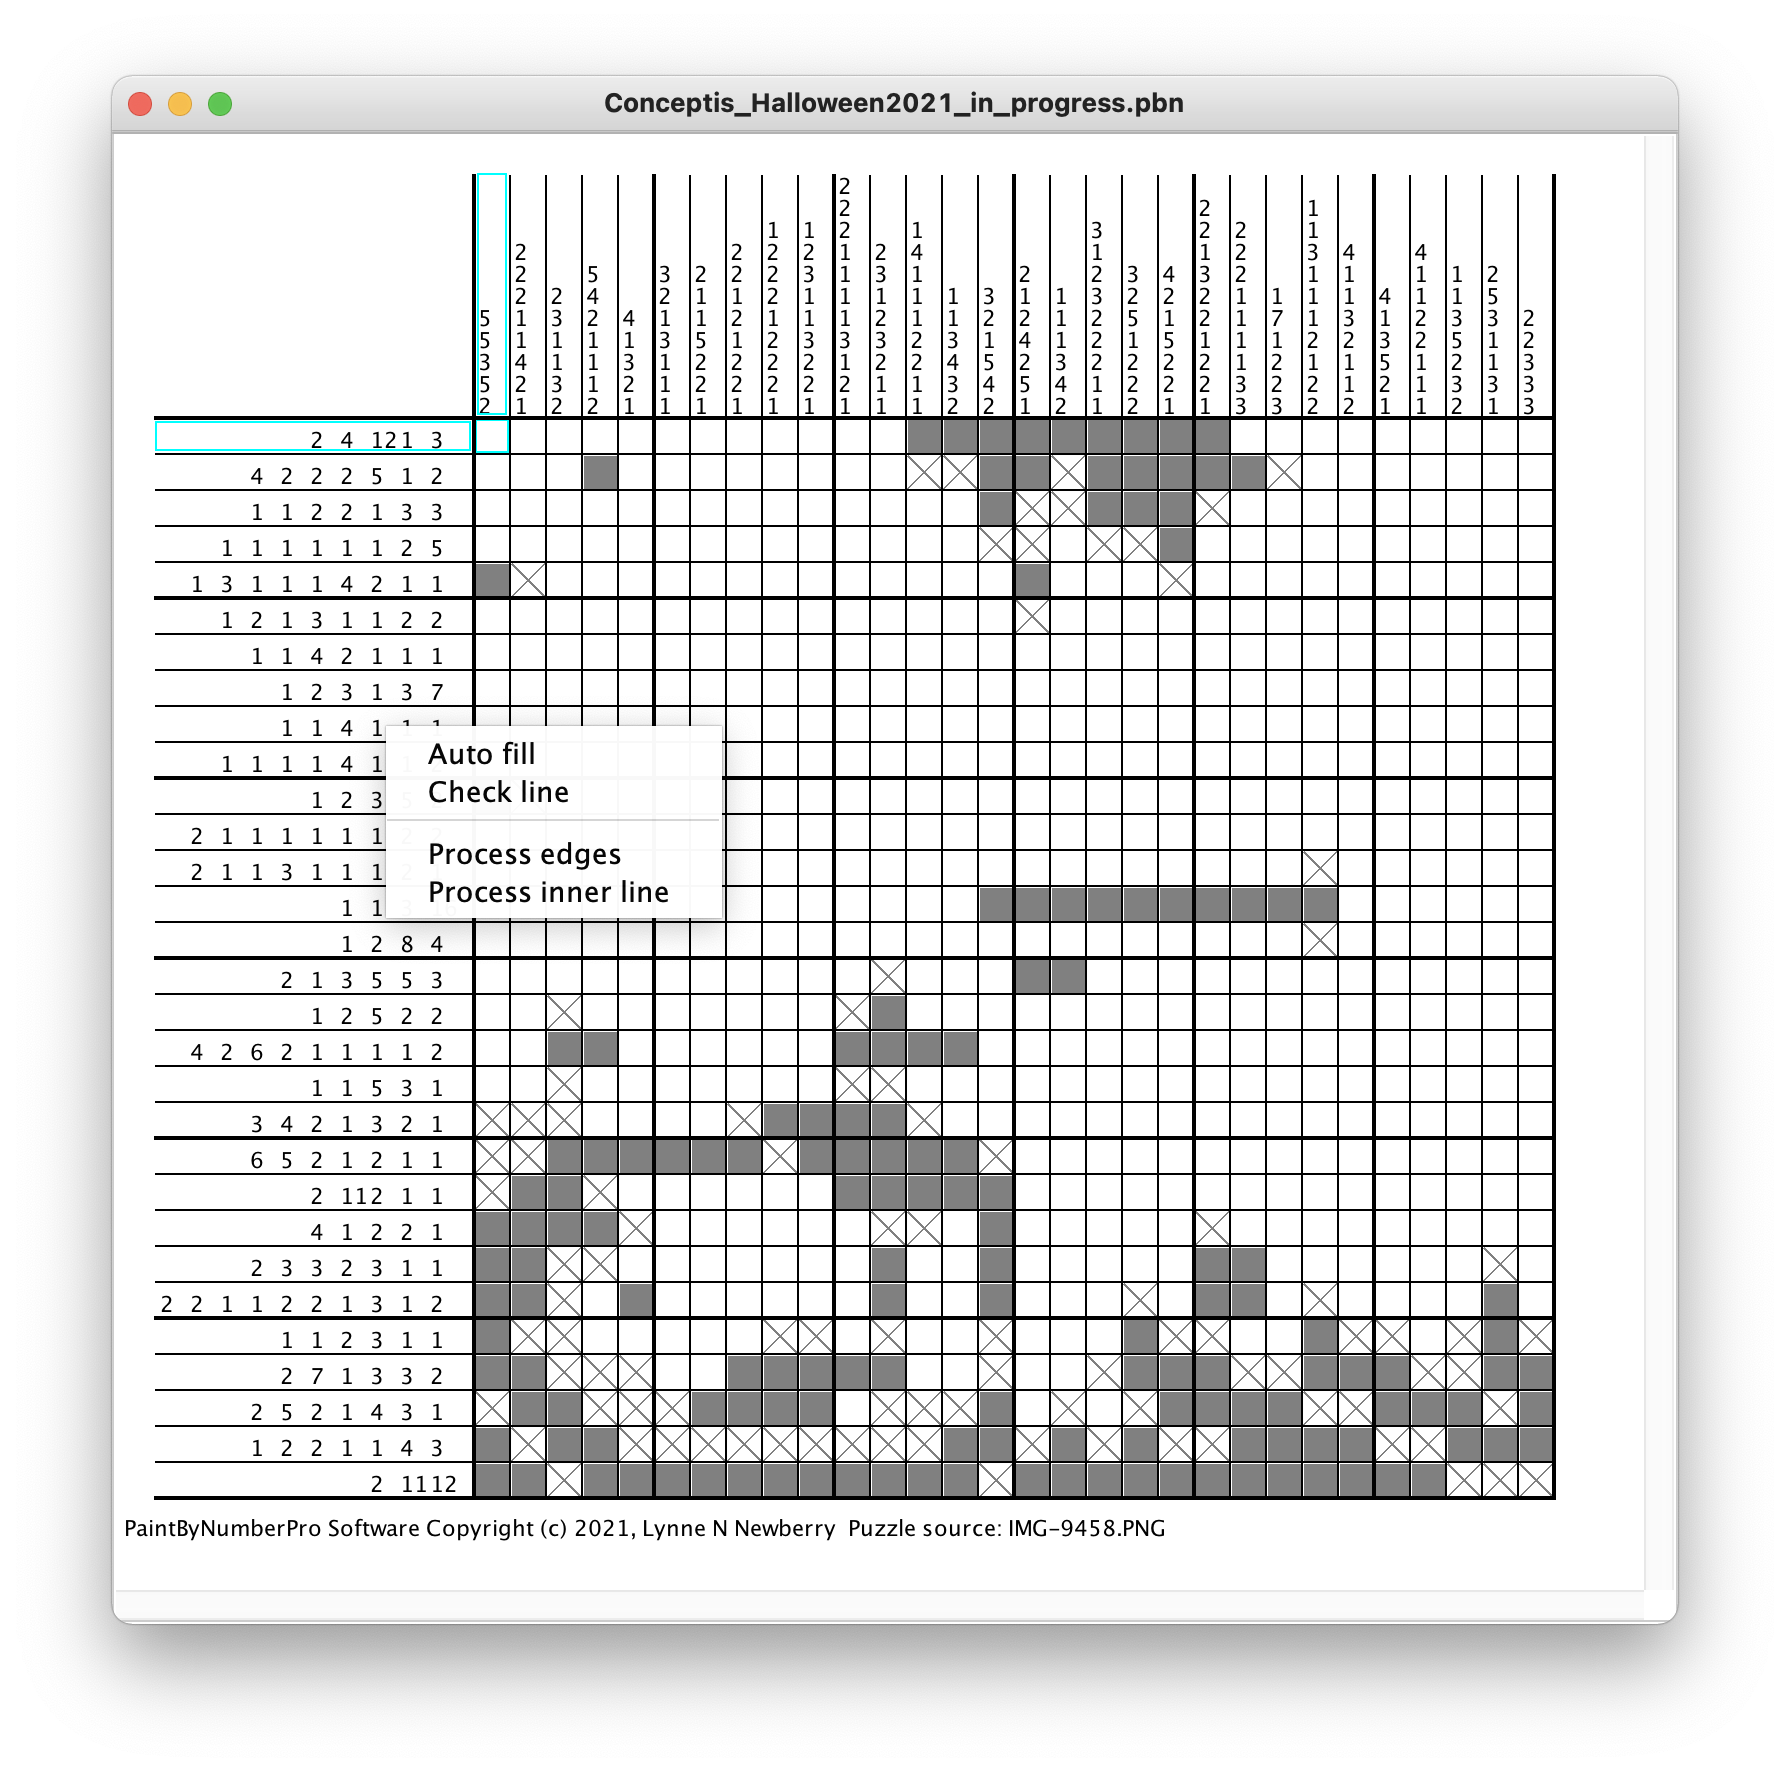 Conceptis_Halloween2021_in_progress.pbn
2
2 2 1
1 1 2 1 3 2 2 1
2 2 2 2 1 2 4 1 1 2 3 4 4
2 5 3 2 2 2 3 1 3 1 2 2 3 4 3 2 1 1 1 1 2
2 2 4 2 1 1 2 1 1 1 1 1 3 1 1 3 2 2 2 1 1 1 1 4 1 1 5
5 1 3 2 4 1 1 2 1 1 1 2 1 1 2 2 1 2 5 1 2 1 7 1 3 1 2 3 3 2
5 1 1 1 1 3 5 1 2 3 3 3 2 3 1 4 1 2 1 5 1 1 1 2 2 3 2 5 1 2
3 4 1 1 3 1 2 2 2 2 1 2 2 4 5 2 3 2 2 2 2 1 2 1 1 5 1 2 1 3
5 2 3 1 2 1 2 2 2 2 2 1 1 3 4 5 4 1 2 2 2 3 2 2 1 2 1 3 3 3
2 1 2 2 1 1 1 1 1 1 1 1 1 2 2 1 2 1 2 1 1 3 3 2 2 1 1 2 1 3
2 4 12 1 3
4 2 2 2 5 1 2
1 1 2 2 1 3 3
1 1 1 1 1 1 2 5
1 3 1 1 1 4 2 1 1
1 2 1 3 1 1 2 2
1 1 4 2 1 1 1
1 2 3 1 3 7
1 1 4 1 1 1
1 1 1 1 4 1
1 2 3 5
2 1 1 1 1 1 1 2 2
2 1 1 3 1 1 1 2
1 1 3 10
1 2 8 4
2 1 3 5 5 3
1 2 5 2 2
4 2 6 2 1 1 1 1 1 2
1 1 5 3 1
3 4 2 1 3 2 1
6 5 2 1 2 1 1
2 11 2 1 1
4 1 2 2 1
2 3 3 2 3 1 1
2 2 1 1 2 2 1 3 1 2
1 1 2 3 1 1
2 7 1 3 3 2
2 5 2 1 4 3 1
1 2 2 1 1 4 3
2 11 12
Auto fill
Check line
Process edges
Process inner line
PaintByNumberPro Software Copyright (c) 2021, Lynne N Newberry Puzzle source: IMG-9458.PNG